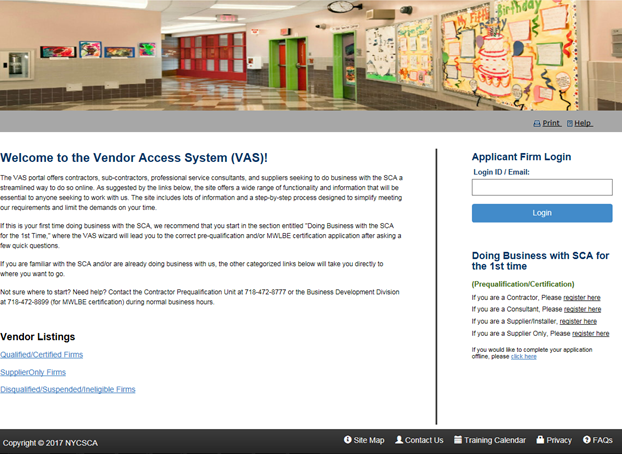 My Fifth Birthday Party
Print Help
Welcome to the Vendor Access System (VAS)!
The VAS portal offers contractors, sub-contractors, professional service consultants, and suppliers seeking to do business with the SCA a
streamlined way to do so online. As suggested by the links below, the site offers a wide range of functionality and information that will be
essential to anyone seeking to work with us. The site includes lots of information and a step-by-step process designed to simplify meeting
our requirements and limit the demands on your time.
If this is your first time doing business with the SCA, we recommend that you start in the section entitled "Doing Business with the SCA
for the 1st Time," where the VAS wizard will lead you to the correct pre-qualification and/or MWLBE certification application after asking a
few quick questions.
If you are familiar with the SCA and/or are already doing business with us, the other categorized links below will take you directly to
where you want to go.
Not sure where to start? Need help? Contact the Contractor Prequalification Unit at 718-472-8777 or the Business Development Division
at 718-472-8899 (for MWLBE certification) during normal business hours.
Vendor Listings
Qualified/Certified Firms
SupplierOnly Firms
Disqualified/Suspended/Ineligible Firms
Applicant Firm Login
Login ID / Email:
Login
Doing Business with SCA for
the 1st time
(Prequalification/Certification)
If you are a Contractor, Please register here
If you are a Consultant, Please register here
If you are a Supplier/Installer, register here
If you are a Supplier Only, Please register here
If you would like to complete your application
offline, please click here
Copyright © 2017 NYCSCA
Site Map Contact Us Training Calendar Privacy FAQs